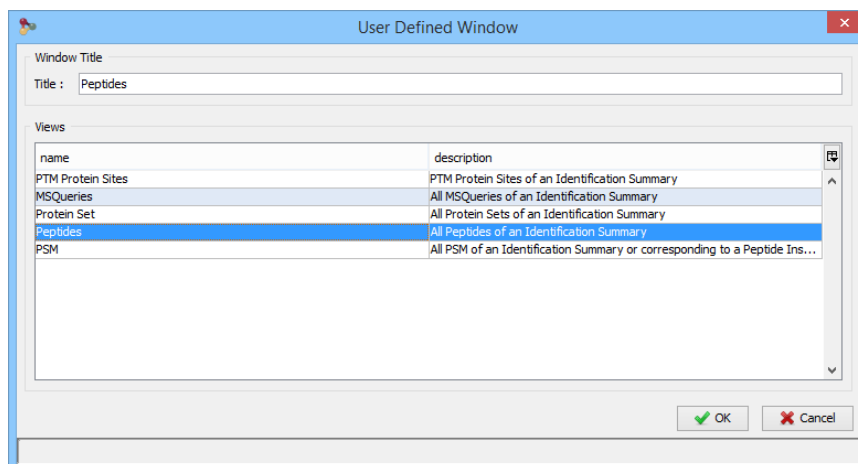 User Defined Window
Window Title
Title : Peptides
Views
name description
PTM Protein Sites PTM Protein Sites of an Identification Summary
MSQueries All MSQueries of an Identification Summary
Protein Set All Protein Sets of an Identification Summary
Peptides All Peptides of an Identification Summary
PSM All PSM of an Identification Summary or corresponding to a Peptide Ins...
OK Cancel